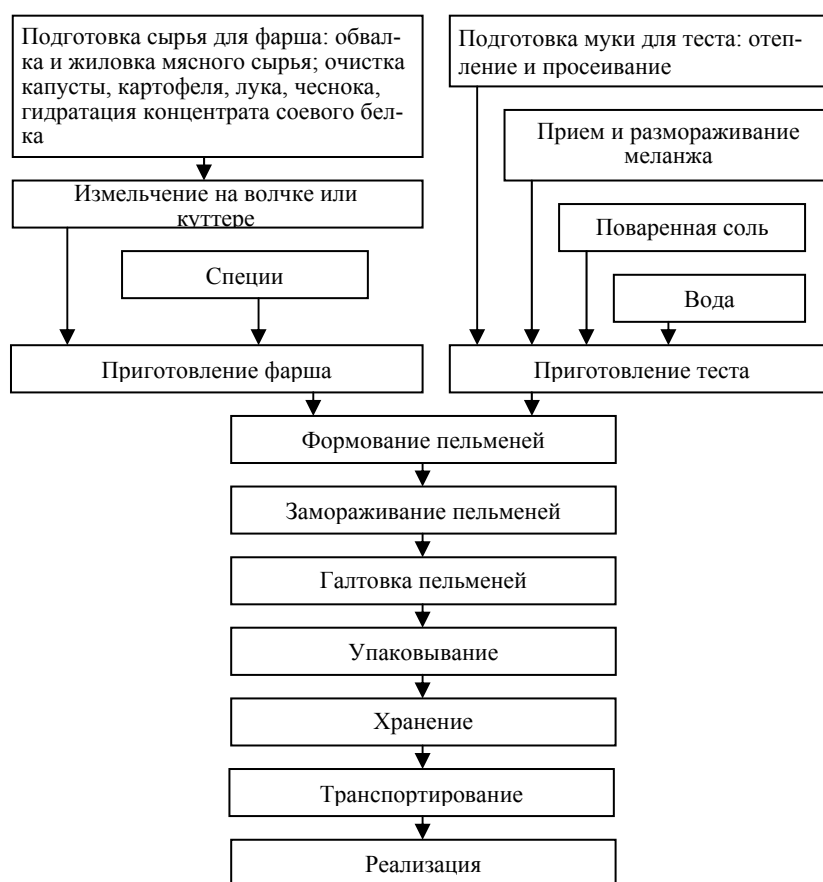 Подготовка сырья для фарша: обвал-
ка и жиловка мясного сырья; очистка
капусты, картофеля, лука, чеснока,
гидратация концентрата соевого бел-
ка
Подготовка муки для теста: отеп-
ление и просеивание
Прием и размораживание
меланжа
Измельчение на волчке или
куттере
Поваренная соль
Специи
Вода
Приготовление фарша
Приготовление теста
Формование пельменей
Замораживание пельменей
Галтовка пельменей
Упаковывание
Хранение
Транспортирование
Реализация